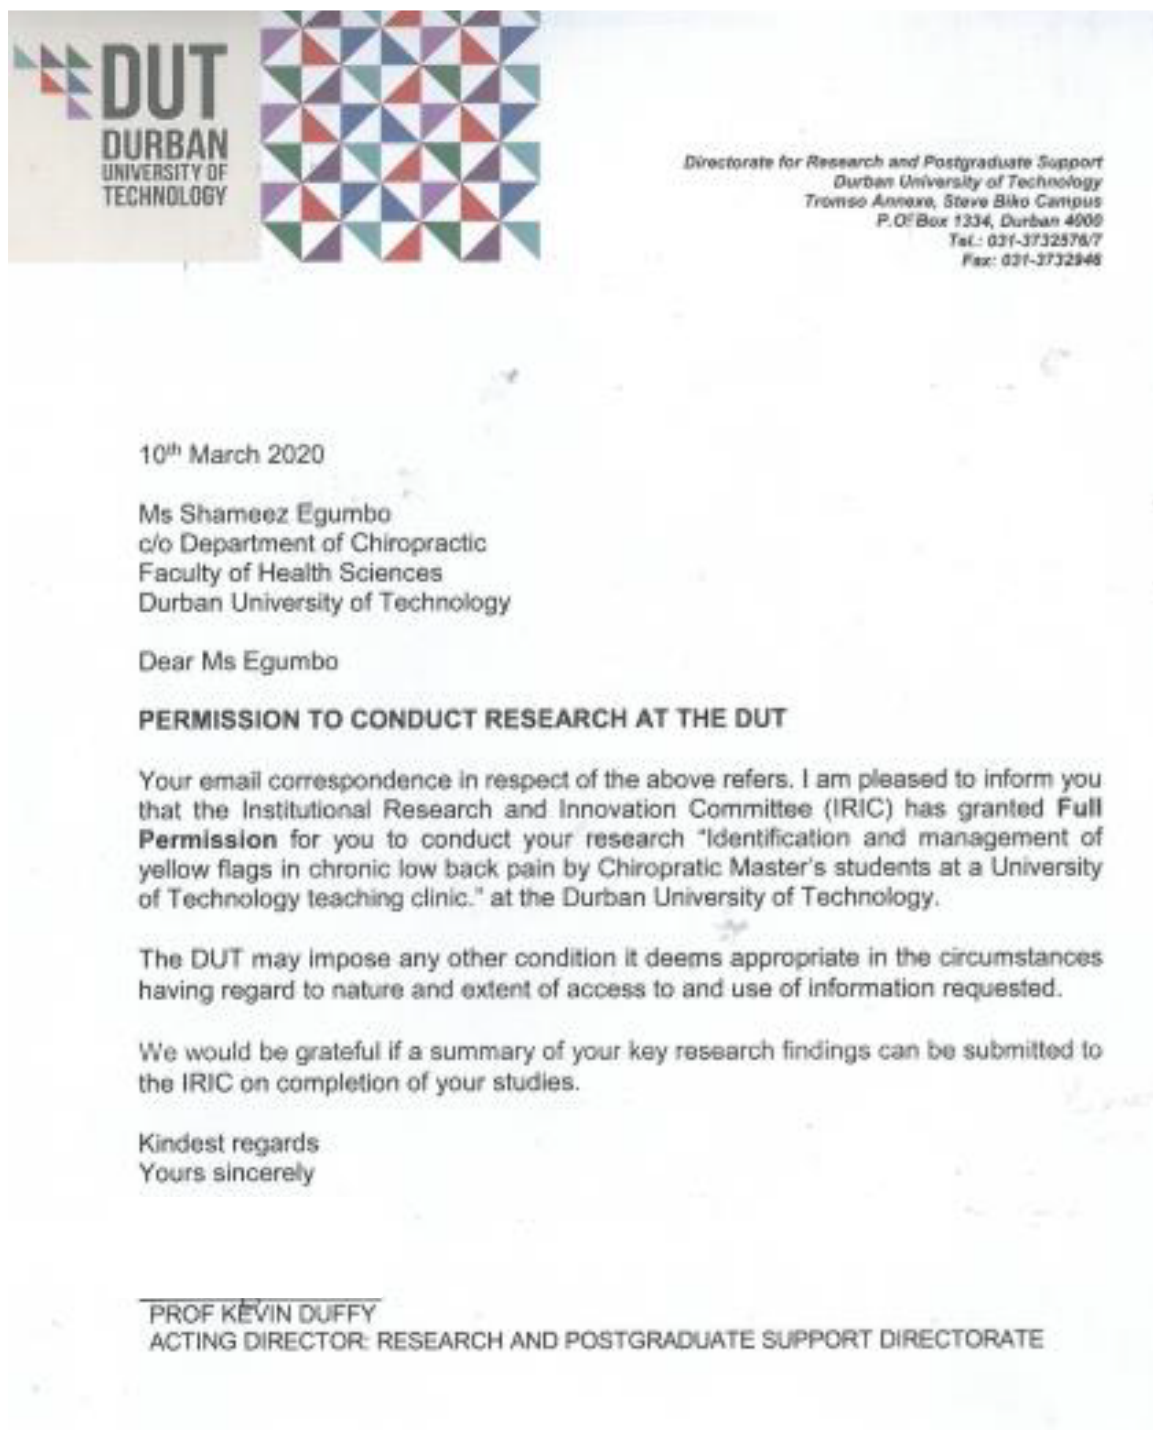 DUT
DURBAN
UNIVERSITY OF
TECHNOLOGY
Directorate for Research and Postgraduate Support
Durban University of Technology
Tromso Annexe, Steve Biko Campus
P.O. Box 1334, Durban 4000
Tel.: 031-3732576/7
Fax: 031-3732946
10th March 2020
Ms Shameez Egumbo
c/o Department of Chiropractic
Faculty of Health Sciences
Durban University of Technology
Dear Ms Egumbo
PERMISSION TO CONDUCT RESEARCH AT THE DUT
Your email correspondence in respect of the above refers. I am pleased to inform you
that the Institutional Research and Innovation Committee (IRIC) has granted Full
Permission for you to conduct your research "Identification and management of
yellow flags in chronic low back pain by Chiropratic Master's students at a University
of Technology teaching clinic." at the Durban University of Technology.
The DUT may impose any other condition it deems appropriate in the circumstances
having regard to nature and extent of access to and use of information requested.
We would be grateful if a summary of your key research findings can be submitted to
the IRIC on completion of your studies.
Kindest regards
Yours sincerely
PROF KEVIN DUFFY
ACTING DIRECTOR: RESEARCH AND POSTGRADUATE SUPPORT DIRECTORATE